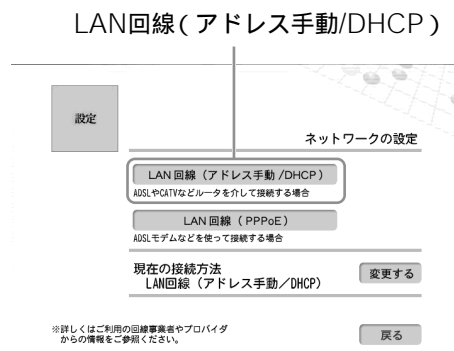 LAN回線(アドレス手動/DHCP)
設定
ネットワークの設定
LAN回線(アドレス手動/DHCP)
ADSLやCATVなどルータを介して接続する場合
LAN回線(PPPoE)
ADSLモデムなどを使って接続する場合
現在の接続方法
LAN回線(アドレス手動/DHCP)
変更する
※詳しくはご利用の回線事業者やプロバイダ
からの情報をご参照ください。
戻る